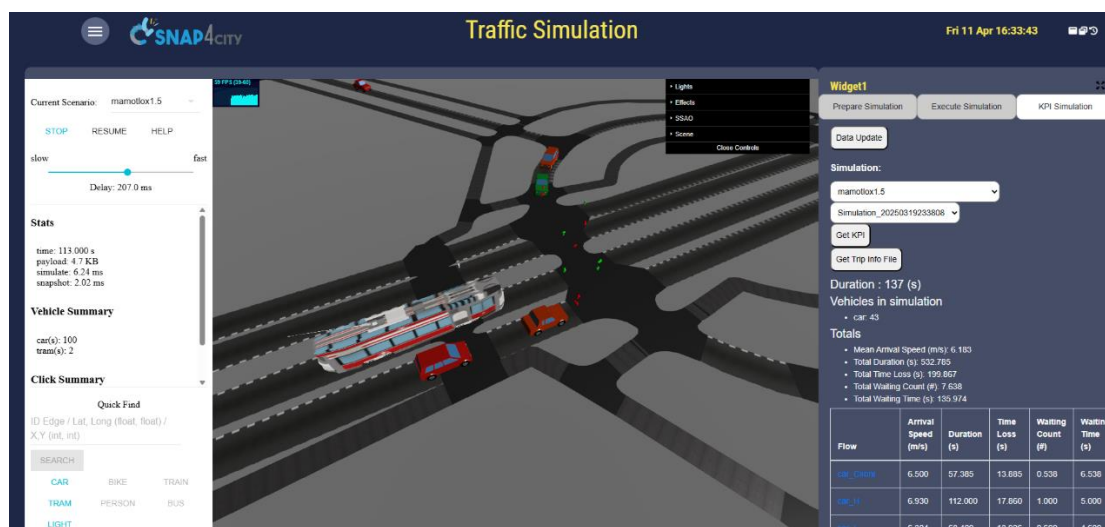 SNAP4CITY
Traffic Simulation
Fri 11 Apr 16:33:43
Current Scenario: mamotlox1.5
STOP RESUME HELP
slow fast
Delay: 207.0 ms
Stats
time: 113.000 s
payload: 4.7 KB
simulate: 6.24 ms
snapshot: 2.02 ms
Vehicle Summary
car(s): 100
tram(s): 2
Click Summary
Quick Find
ID Edge / Lat, Long (float, float) /
X,Y (int, int)
SEARCH
CAR BIKE TRAIN
TRAM PERSON BUS
LIGHT
Lights
Effects
SSAO
Scene
Close Controls
Widget1
Prepare Simulation Execute Simulation KPI Simulation
Data Update
Simulation:
mamotlox1.5
Simulation_20250319233808
Get KPI
Get Trip Info File
Duration : 137 (s)
Vehicles in simulation
car: 43
Totals
Mean Arrival Speed (m/s): 6.183
Total Duration (s): 532.785
Total Time Loss (s): 199.867
Total Waiting Count (#): 7.638
Total Waiting Time (s): 135.974
Flow Arrival Speed (m/s) Duration (s) Time Loss (s) Waiting Count (#) Waitin Time (s)
6.500 57.385 13.885 0.538 6.538
6.930 112.000 17.860 1.000 5.000